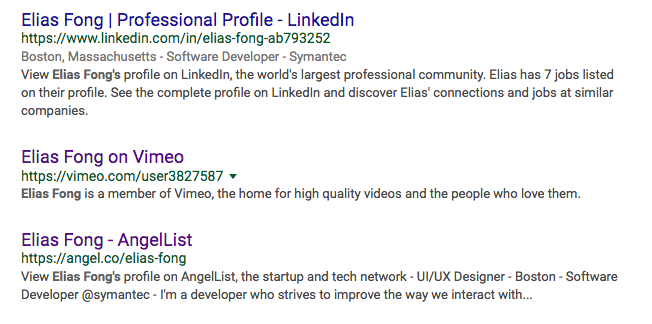 Elias Fong | Professional Profile - LinkedIn
https://www.linkedin.com/in/elias-fong-ab793252
Boston, Massachusetts - Software Developer - Symantec
View Elias Fong's profile on LinkedIn, the world's largest professional community. Elias has 7 jobs listed
on their profile. See the complete profile on LinkedIn and discover Elias' connections and jobs at similar
companies.
Elias Fong on Vimeo
https://vimeo.com/user3827587
Elias Fong is a member of Vimeo, the home for high quality videos and the people who love them.
Elias Fong - AngelList
https://angel.co/elias-fong
View Elias Fong's profile on AngelList, the startup and tech network - UI/UX Designer - Boston - Software
Developer @symantec - I'm a developer who strives to improve the way we interact with...